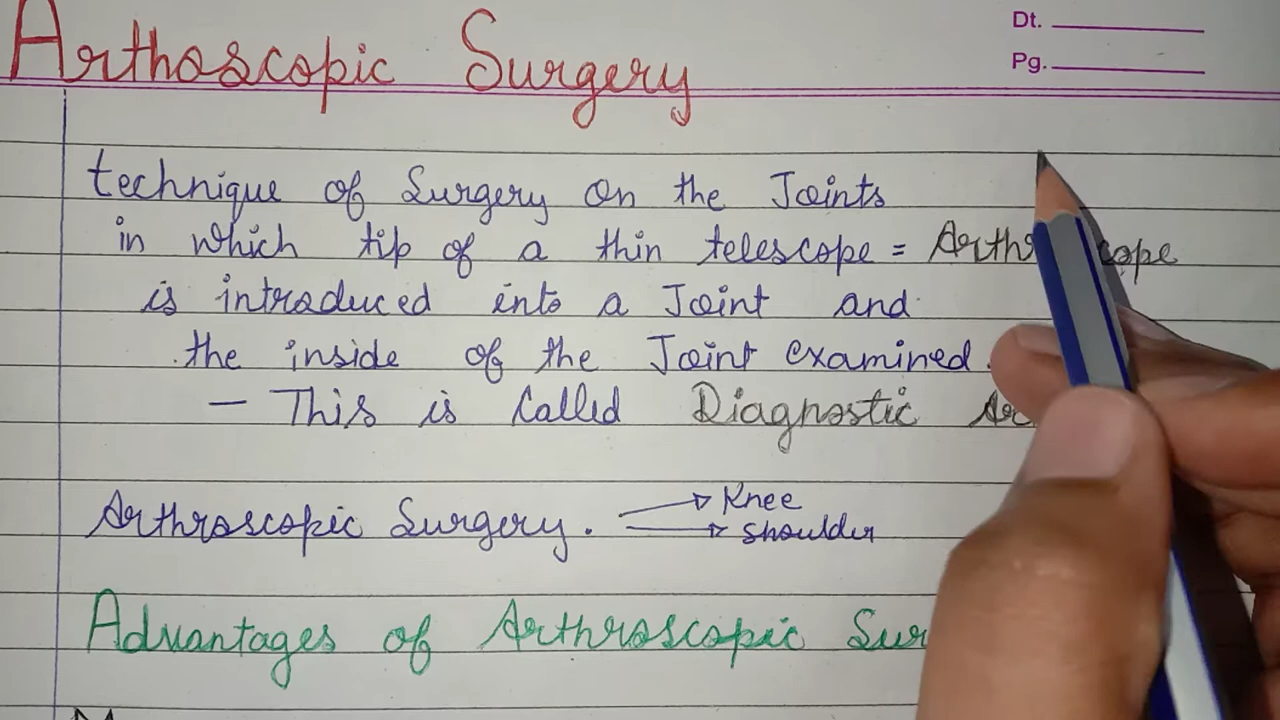 Dt.
Pg.
Arthoscopic Surgery
technique of Surgery on the Joints
in which tip of a thin telescope =
is introduced into a Joint and
the inside of the Joint examined.
— This is called Diagnostic
Arthroscopic Surgery. → Knee
→ Shoulder
Advantages of Arthroscopic